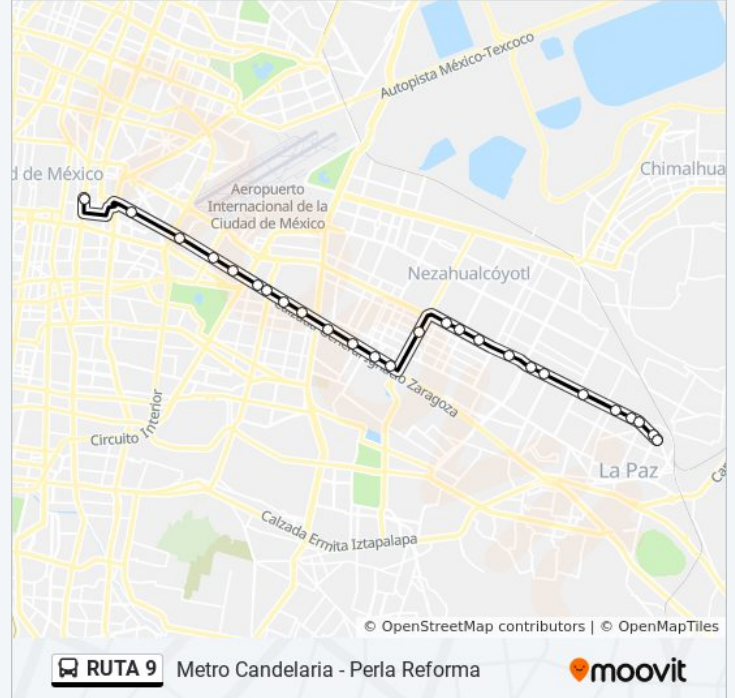 Autopista México-Texcoco
d de México
Chimalhua
Aeropuerto
Internacional de la
Ciudad de México
Nezahualcóyotl
Calzada General Ignacio Zaragoza
Circuito Interior
La Paz
Ca
Calzada Ermita Iztapalapa
© OpenStreetMap contributors | © OpenMapTiles
RUTA 9 Metro Candelaria - Perla Reforma
moovit